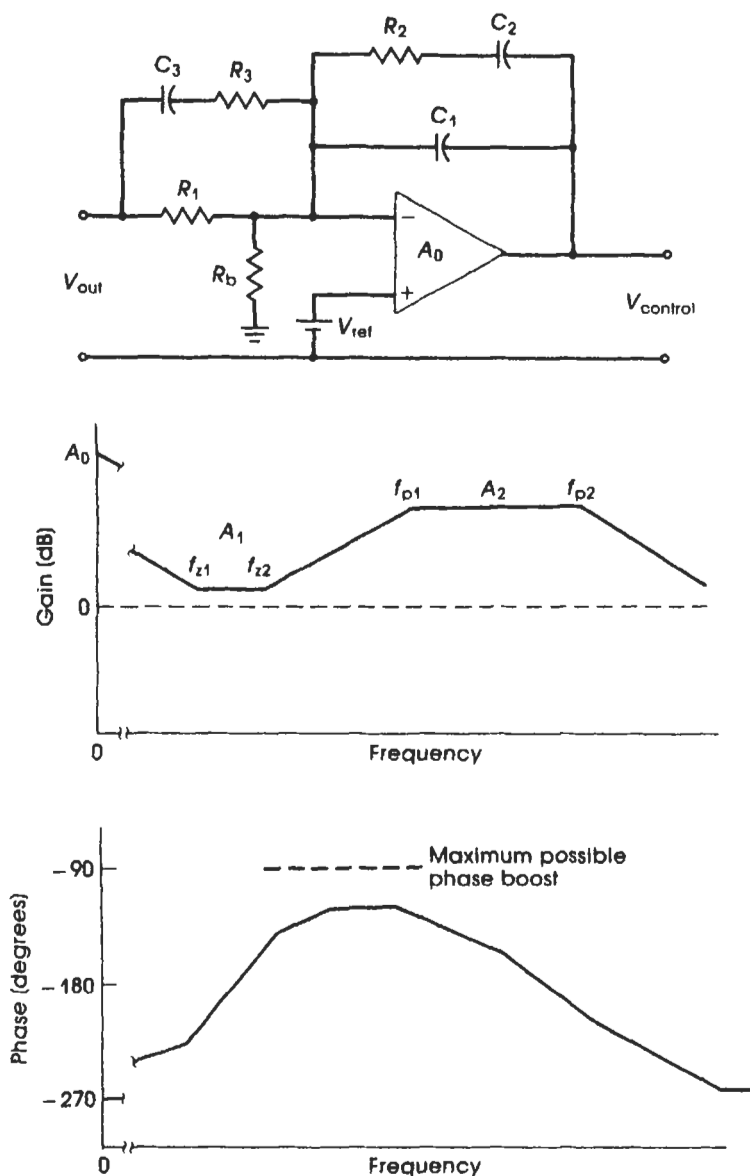 R2
C2
C3
R3
C1
R1
−
A0
Rb
+
Vout
Vref
Vcontrol
A0
fp1
A2
fp2
A1
fz1
fz2
Gain (dB)
0
0
Frequency
−90
Maximum possible
phase boost
Phase (degrees)
−180
−270
0
Frequency